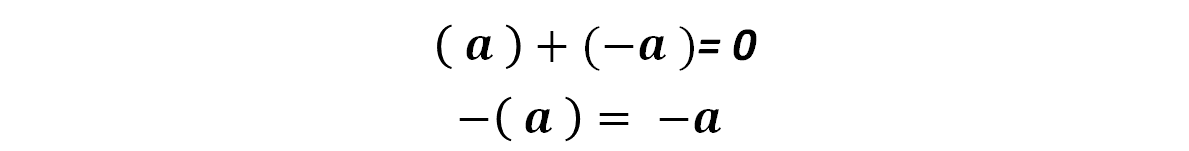 ( a ) + (−a )= 0
−( a ) = −a